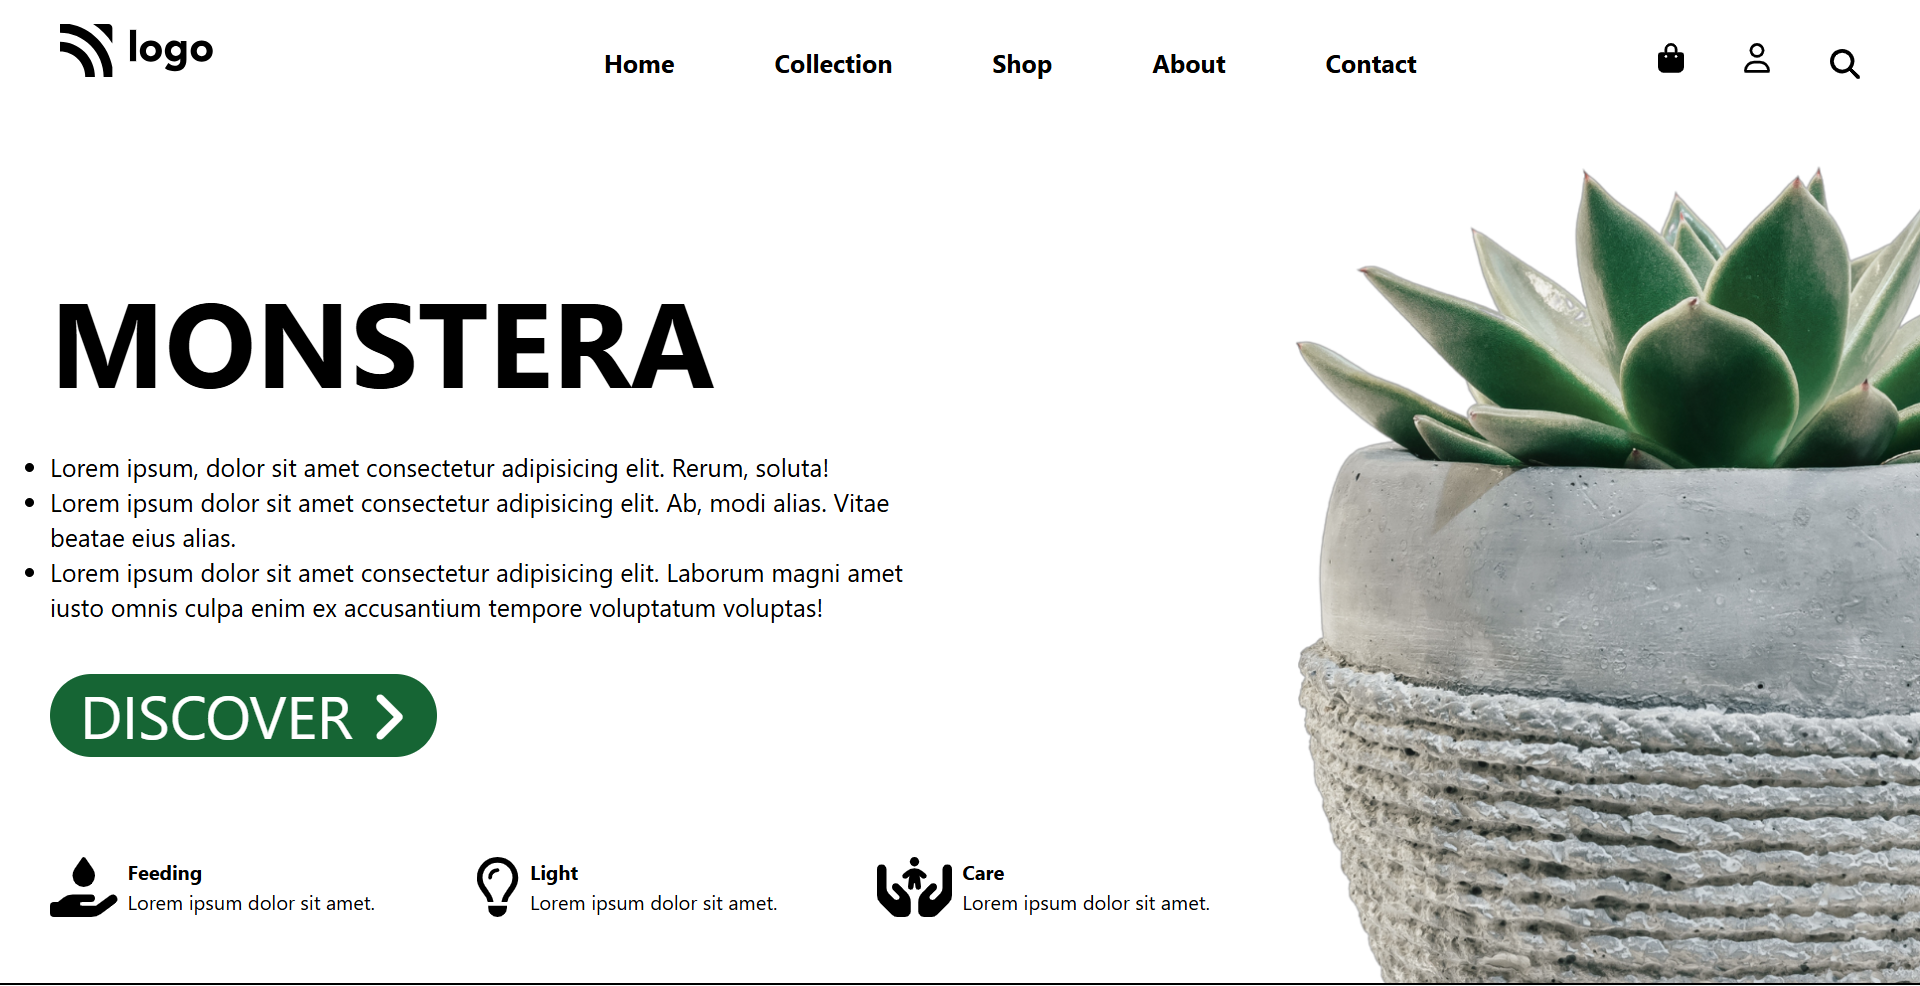 logo
Home Collection Shop About Contact
MONSTERA
Lorem ipsum, dolor sit amet consectetur adipisicing elit. Rerum, soluta!
Lorem ipsum dolor sit amet consectetur adipisicing elit. Ab, modi alias. Vitae
beatae eius alias.
Lorem ipsum dolor sit amet consectetur adipisicing elit. Laborum magni amet
iusto omnis culpa enim ex accusantium tempore voluptatum voluptas!
DISCOVER
Feeding
Lorem ipsum dolor sit amet.
Light
Lorem ipsum dolor sit amet.
Care
Lorem ipsum dolor sit amet.